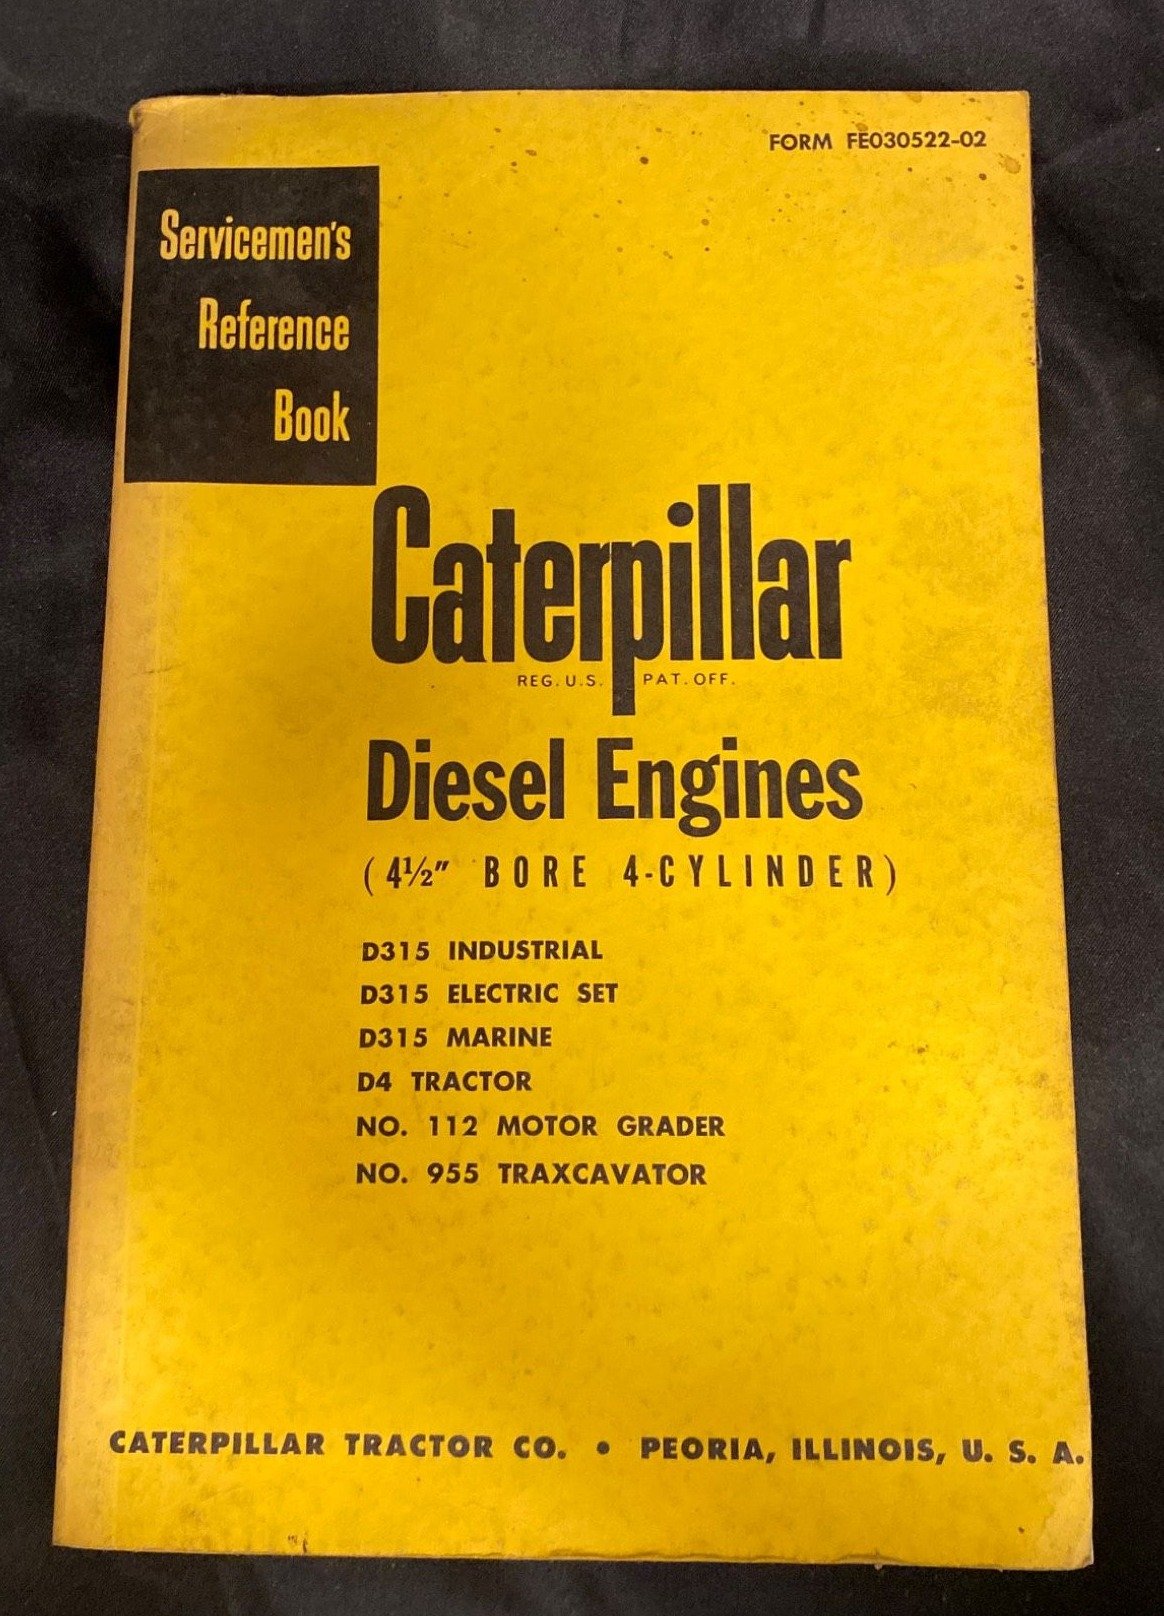 FORM FE030522-02
Servicemen's
Reference
Book
Caterpillar
REG. U.S. PAT. OFF.
Diesel Engines
(4½" BORE 4-CYLINDER)
D315 INDUSTRIAL
D315 ELECTRIC SET
D315 MARINE
D4 TRACTOR
NO. 112 MOTOR GRADER
NO. 955 TRAXCAVATOR
CATERPILLAR TRACTOR CO. • PEORIA, ILLINOIS, U. S. A.